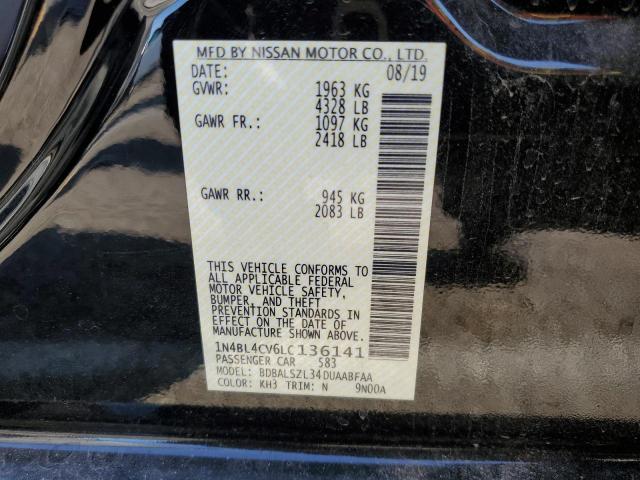 MFD BY NISSAN MOTOR CO., LTD.
DATE: 08/19
GVWR: 1963 KG
4328 LB
GAWR FR.: 1097 KG
2418 LB
GAWR RR.: 945 KG
2083 LB
THIS VEHICLE CONFORMS TO
ALL APPLICABLE FEDERAL
MOTOR VEHICLE SAFETY,
BUMPER, AND THEFT
PREVENTION STANDARDS IN
EFFECT ON THE DATE OF
MANUFACTURE SHOWN ABOVE.
1N4BL4CV6LC136141
PASSENGER CAR S83
MODEL: BDBALSZL34DUAABFAA
COLOR: KH3 TRIM: N 9N00A